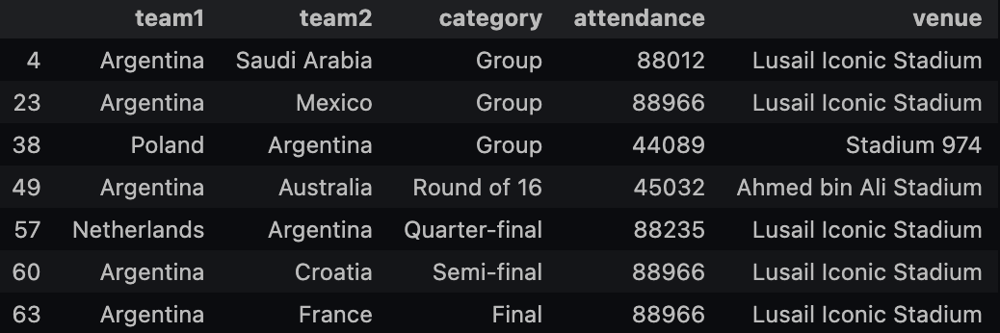 team1 team2 category attendance venue
4 Argentina Saudi Arabia Group 88012 Lusail Iconic Stadium
23 Argentina Mexico Group 88966 Lusail Iconic Stadium
38 Poland Argentina Group 44089 Stadium 974
49 Argentina Australia Round of 16 45032 Ahmed bin Ali Stadium
57 Netherlands Argentina Quarter-final 88235 Lusail Iconic Stadium
60 Argentina Croatia Semi-final 88966 Lusail Iconic Stadium
63 Argentina France Final 88966 Lusail Iconic Stadium